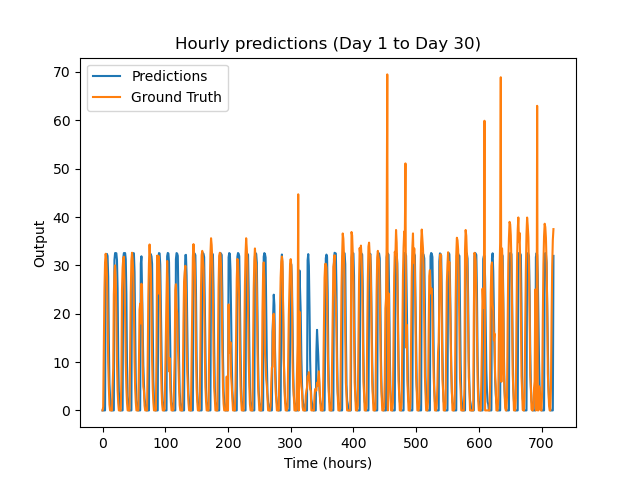 Hourly predictions (Day 1 to Day 30)
Predictions
Ground Truth
70
60
50
40
30
20
10
0
Output
0 100 200 300 400 500 600 700
Time (hours)